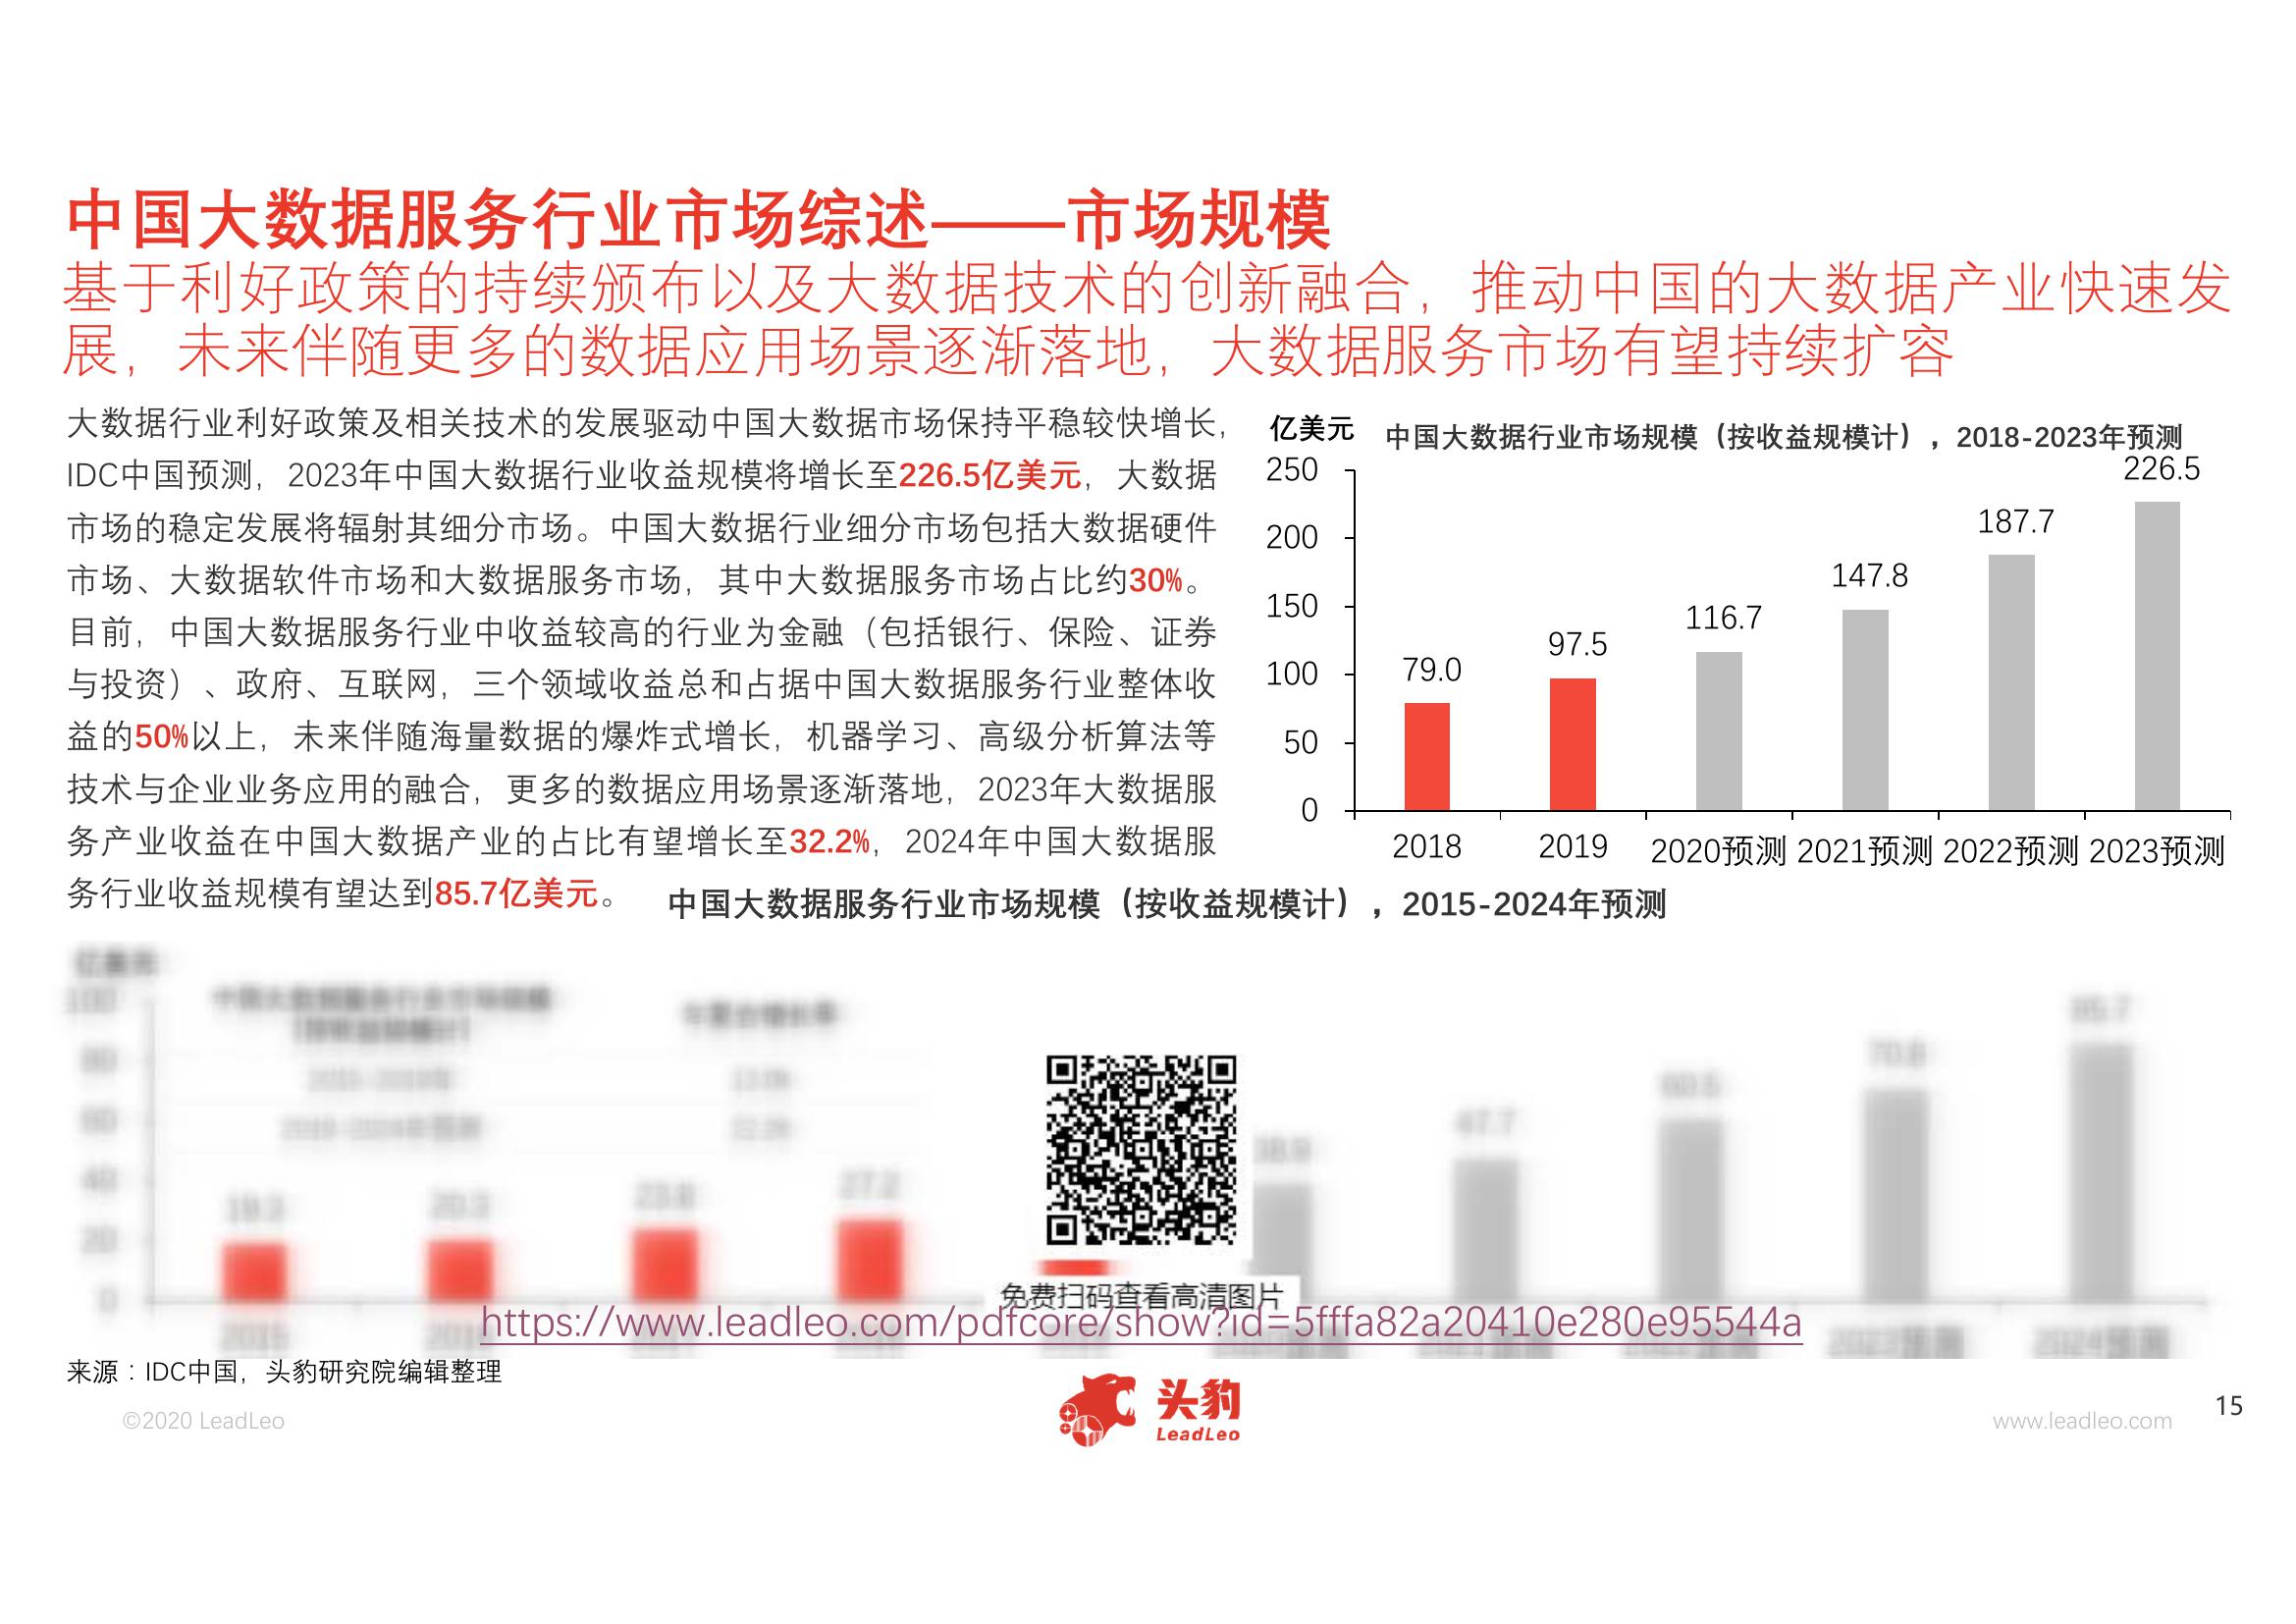 中国大数据服务行业市场综述——市场规模
基于利好政策的持续颁布以及大数据技术的创新融合，推动中国的大数据产业快速发
展，未来伴随更多的数据应用场景逐渐落地，大数据服务市场有望持续扩容
大数据行业利好政策及相关技术的发展驱动中国大数据市场保持平稳较快增长，
IDC中国预测，2023年中国大数据行业收益规模将增长至226.5亿美元，大数据
市场的稳定发展将辐射其细分市场。中国大数据行业细分市场包括大数据硬件
市场、大数据软件市场和大数据服务市场，其中大数据服务市场占比约30%。
目前，中国大数据服务行业中收益较高的行业为金融（包括银行、保险、证券
与投资）、政府、互联网，三个领域收益总和占据中国大数据服务行业整体收
益的50%以上，未来伴随海量数据的爆炸式增长，机器学习、高级分析算法等
技术与企业业务应用的融合，更多的数据应用场景逐渐落地，2023年大数据服
务产业收益在中国大数据产业的占比有望增长至32.2%，2024年中国大数据服
务行业收益规模有望达到85.7亿美元。
亿美元
中国大数据行业市场规模（按收益规模计），2018-2023年预测
250
200
150
100
50
0
79.0
97.5
116.7
147.8
187.7
226.5
2018
2019
2020预测
2021预测
2022预测
2023预测
中国大数据服务行业市场规模（按收益规模计），2015-2024年预测
免费扫码查看高清图片
https://www.leadleo.com/pdfcore/show?id=5fffa82a20410e280e95544a
来源：IDC中国，头豹研究院编辑整理
©2020 LeadLeo
头豹
LeadLeo
www.leadleo.com
15